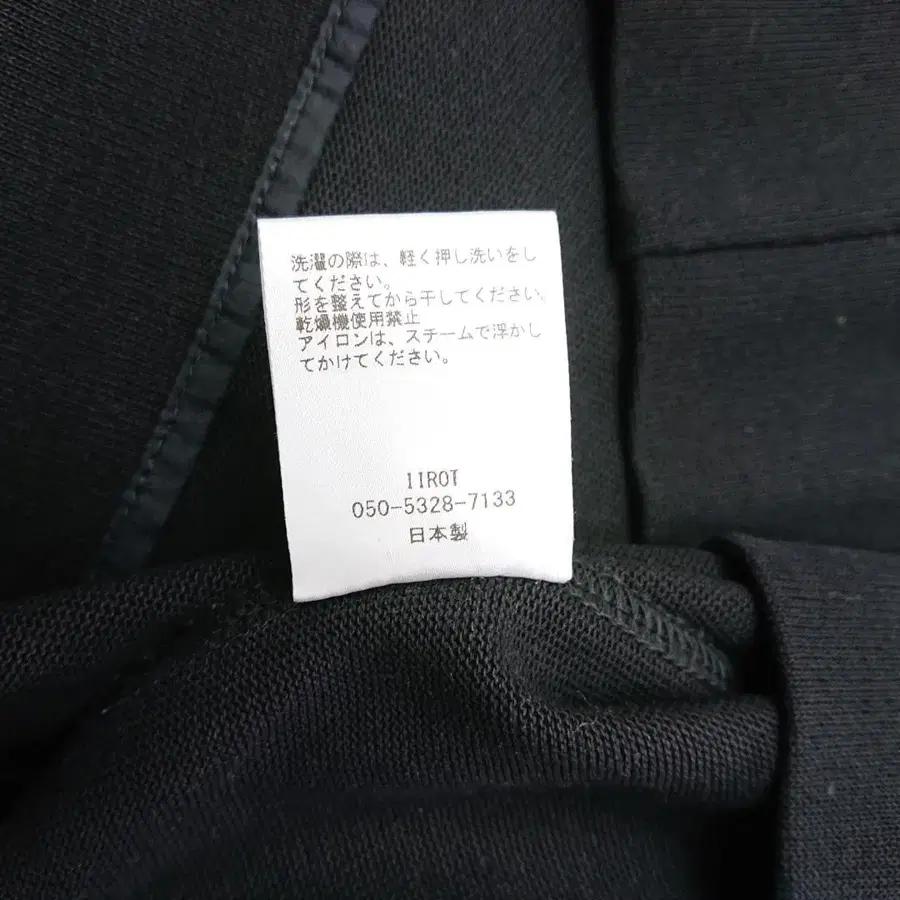 洗濯の際は、軽く押し洗いをし
てください。
形を整えてから干してください。
乾燥機使用禁止
アイロンは、スチームで浮かし
てかけてください。
IIROT
050-5328-7133
日本製